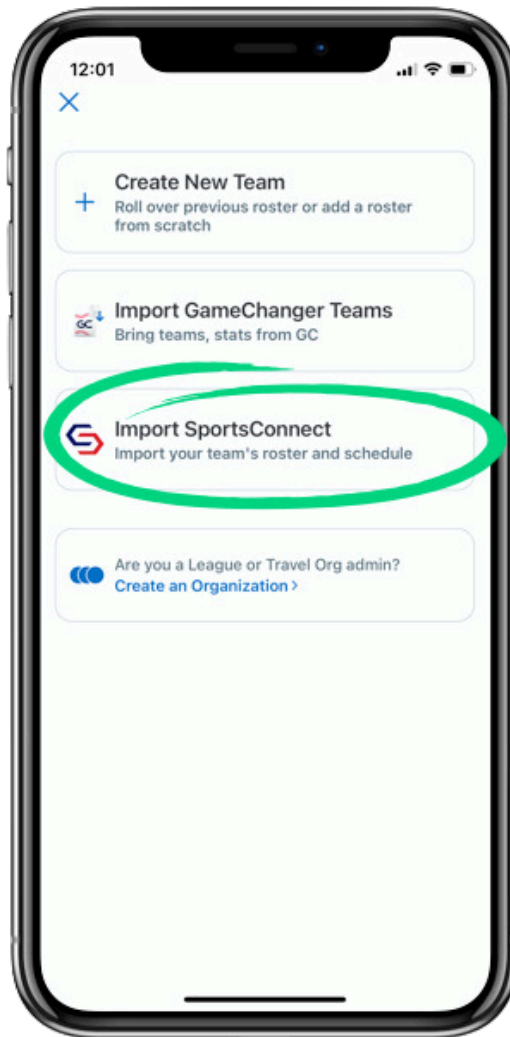 12:01
Create New Team
Roll over previous roster or add a roster
from scratch
GC
Import GameChanger Teams
Bring teams, stats from GC
Import SportsConnect
Import your team's roster and schedule
Are you a League or Travel Org admin?
Create an Organization >